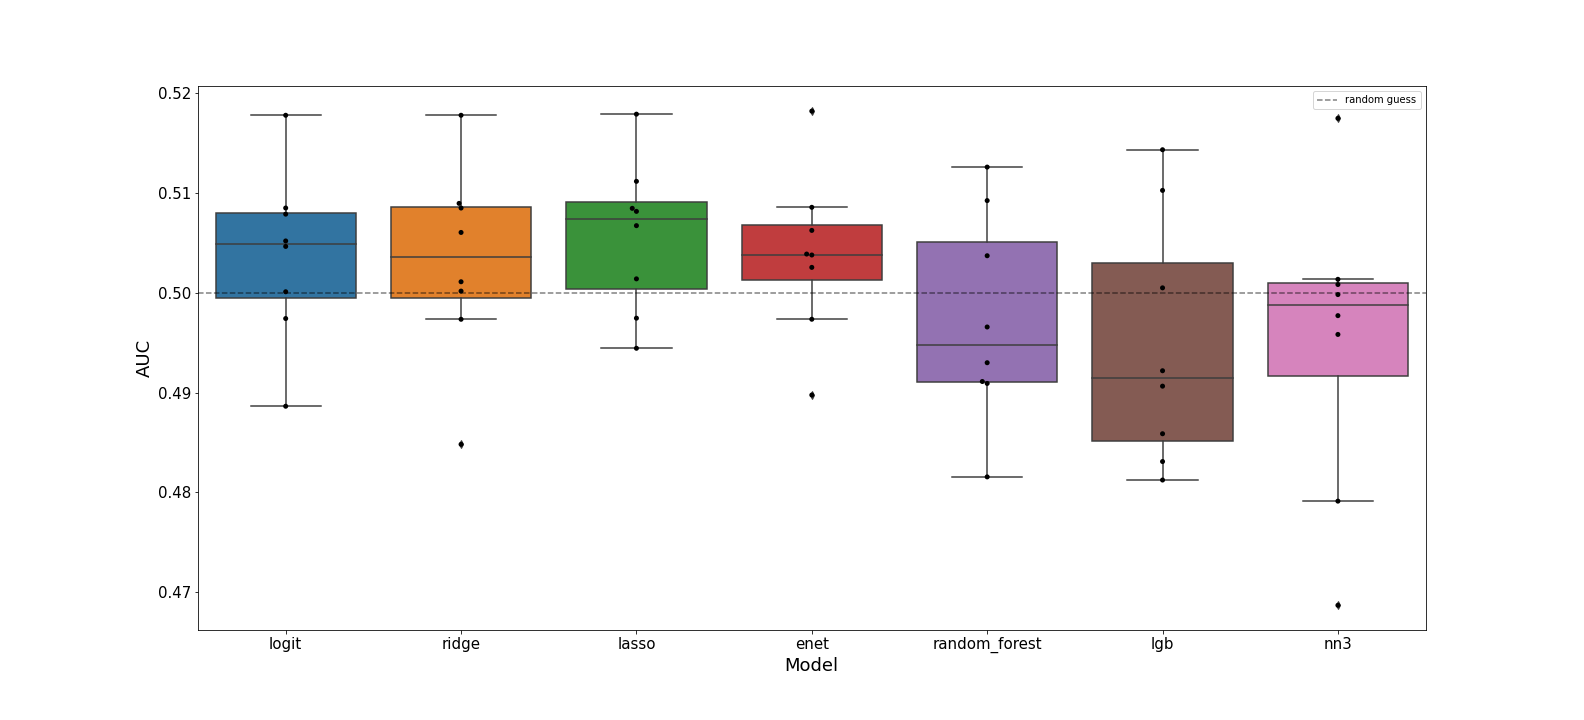 0.52
random guess
0.51
0.50
0.49
0.48
0.47
AUC
logit ridge lasso enet random_forest lgb nn3
Model